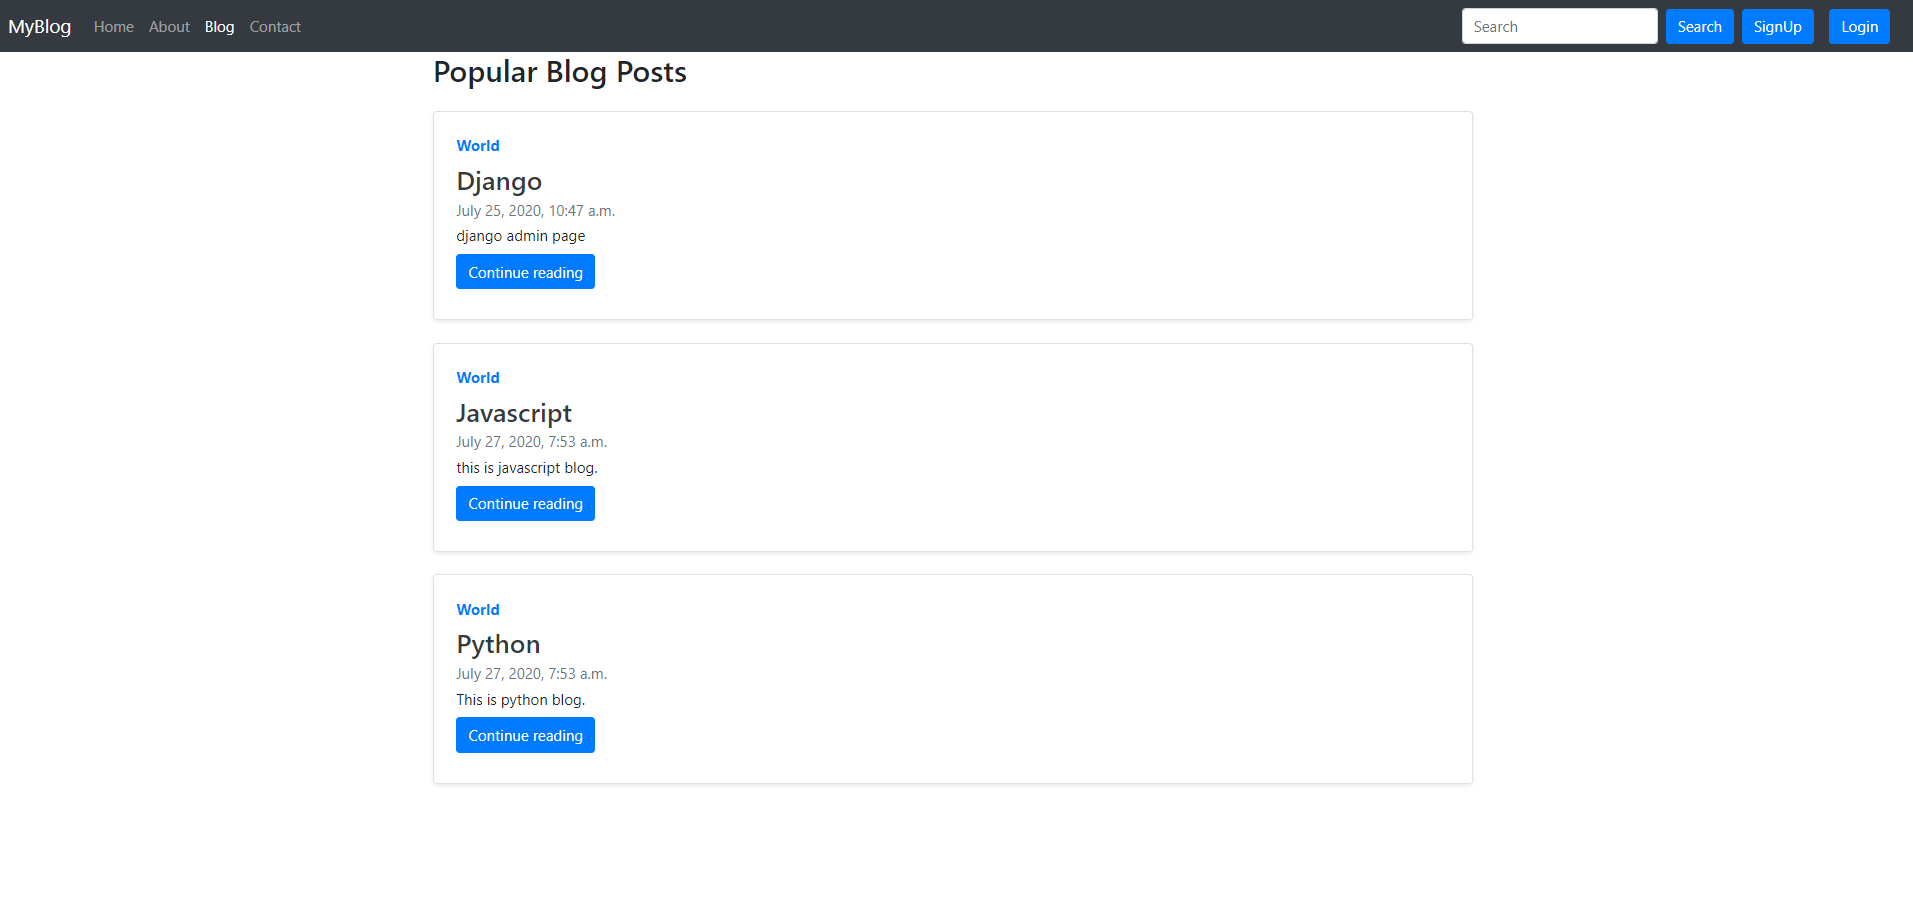 MyBlog Home About Blog Contact Search Search SignUp Login
Popular Blog Posts
World
Django
July 25, 2020, 10:47 a.m.
django admin page
Continue reading
World
Javascript
July 27, 2020, 7:53 a.m.
this is javascript blog.
Continue reading
World
Python
July 27, 2020, 7:53 a.m.
This is python blog.
Continue reading